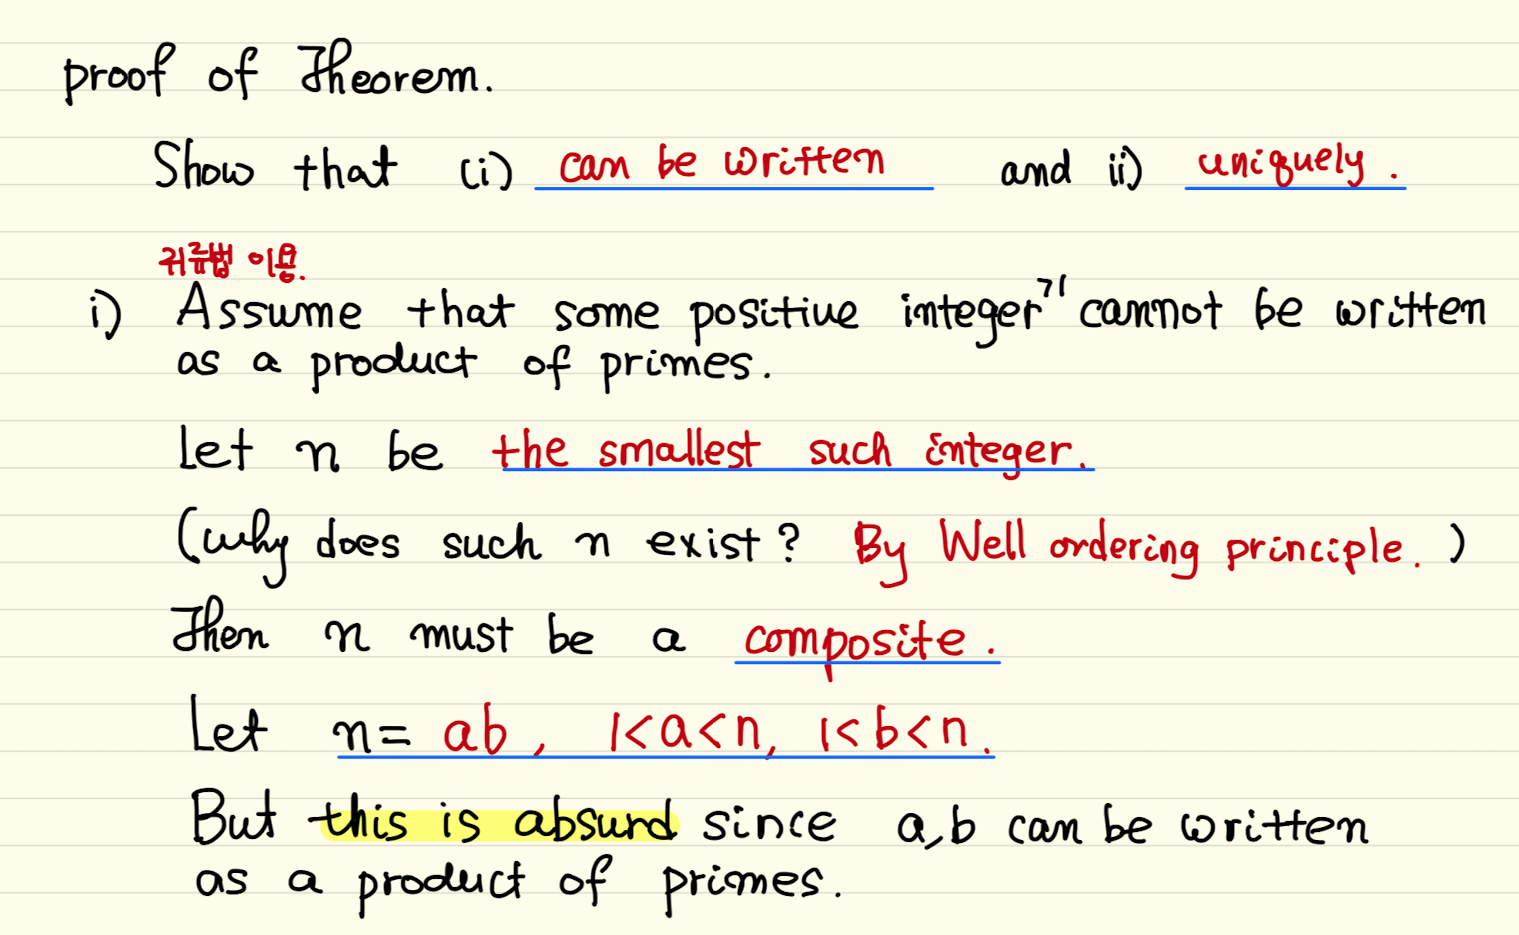 proof of Theorem.
Show that (i) can be written and ii) uniquely.
귀류법 이용.
i) Assume that some positive integer가 cannot be written
as a product of primes.
Let n be the smallest such integer.
(why does such n exist? By Well ordering principle. )
Then n must be a composite.
Let n= ab, 1<a<n, 1<b<n.
But this is absurd since a,b can be written
as a product of primes.